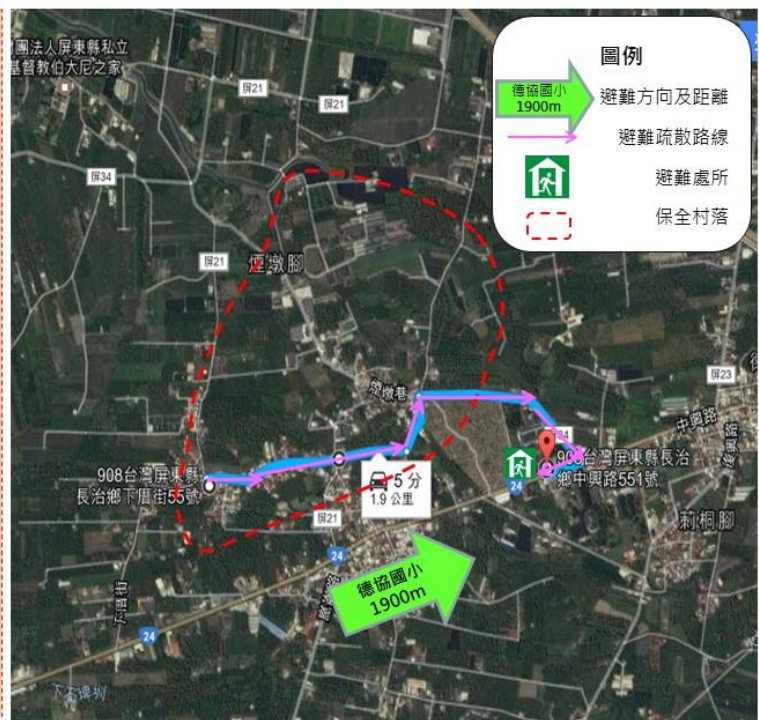 團法人屏東縣私立
基督教伯大尼之家
屏21
屏21
屏34
屏21
煙墩腳
圖例
德協國小
1900m
避難方向及距離
避難疏散路線
避難處所
保全村落
煙墩巷
屏23
中興路
908台灣屏東縣
長治鄉下厝街55號
5 分
1.9 公里
24
908台灣屏東縣長治
鄉中興路551號
24
屏21
莿桐腳
24
德協國小
1900m
下厝街
24